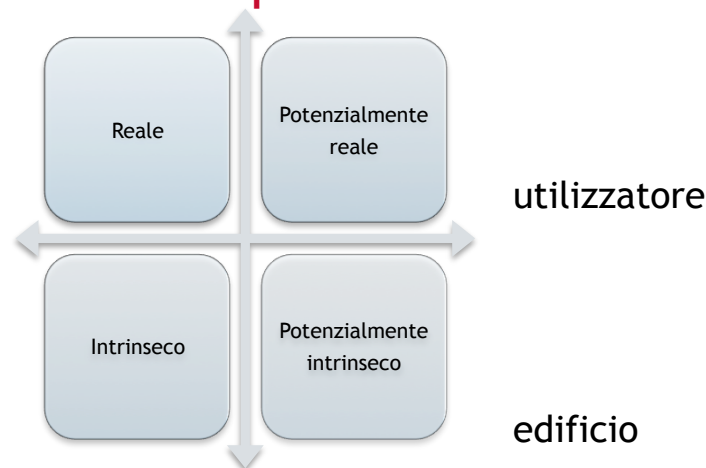 Reale
Potenzialmente
reale
utilizzatore
Intrinseco
Potenzialmente
intrinseco
edificio